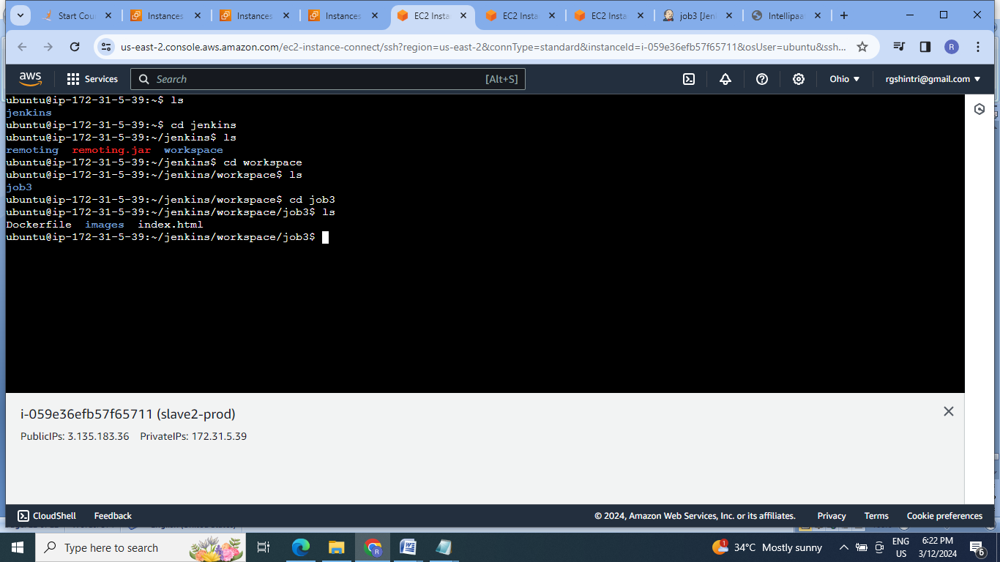 Start Cou
Instances
Instances
Instances
EC2 Insta
EC2 Insta
EC2 Insta
job3 [Jen
Intellipaa
us-east-2.console.aws.amazon.com/ec2-instance-connect/ssh?region=us-east-2&connType=standard&instanceId=i-059e36efb57f65711&osUser=ubuntu&ssh...
R
aws
Services
Search
[Alt+S]
Ohio
rgshintri@gmail.com
ubuntu@ip-172-31-5-39:~$ ls
jenkins
ubuntu@ip-172-31-5-39:~$ cd jenkins
ubuntu@ip-172-31-5-39:~/jenkins$ ls
remoting remoting.jar workspace
ubuntu@ip-172-31-5-39:~/jenkins$ cd workspace
ubuntu@ip-172-31-5-39:~/jenkins/workspace$ ls
job3
ubuntu@ip-172-31-5-39:~/jenkins/workspace$ cd job3
ubuntu@ip-172-31-5-39:~/jenkins/workspace/job3$ ls
Dockerfile images index.html
ubuntu@ip-172-31-5-39:~/jenkins/workspace/job3$
i-059e36efb57f65711 (slave2-prod)
PublicIPs: 3.135.183.36 PrivateIPs: 172.31.5.39
CloudShell
Feedback
© 2024, Amazon Web Services, Inc. or its affiliates.
Privacy
Terms
Cookie preferences
Type here to search
R
W
1
34°C Mostly sunny
ENG
US
6:22 PM
3/12/2024
6